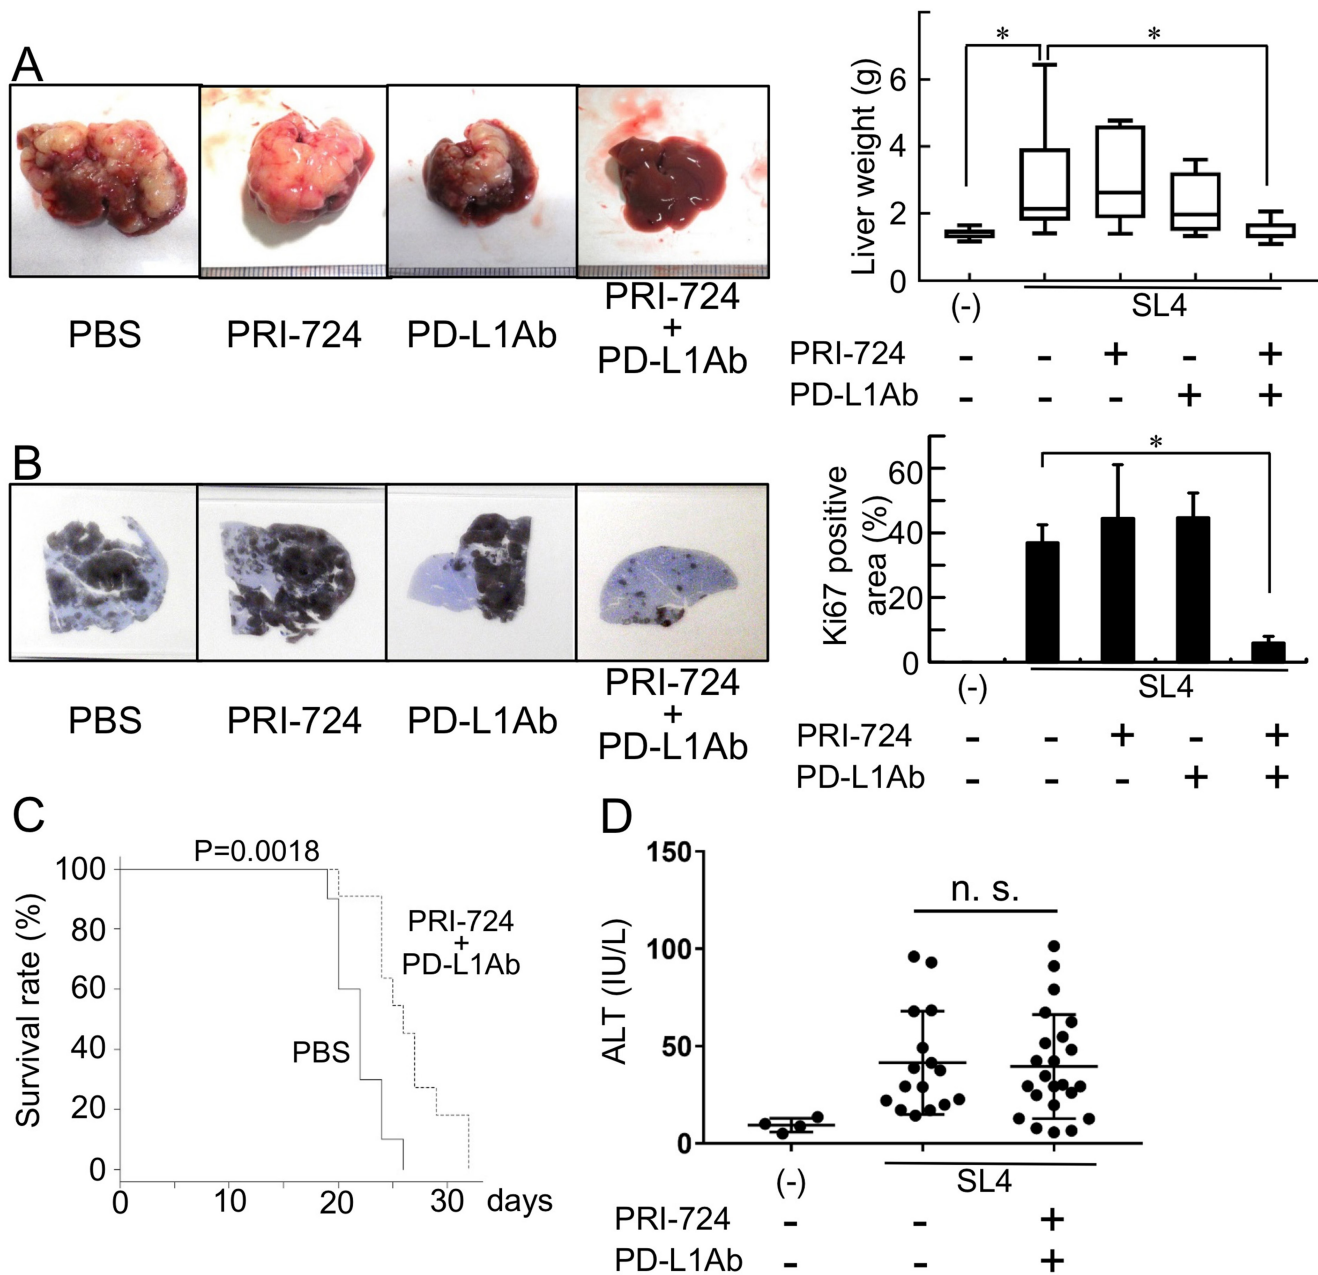 A
PBS
PRI-724
PD-L1Ab
PRI-724
+
PD-L1Ab
Liver weight (g)
6
4
2
0
*
*
(-)
SL4
PRI-724 - - + - +
PD-L1Ab - - - + +
B
PBS
PRI-724
PD-L1Ab
PRI-724
+
PD-L1Ab
Ki67 positive
area (%)
60
40
20
0
*
(-)
SL4
PRI-724 - - + - +
PD-L1Ab - - - + +
C
P=0.0018
Survival rate (%)
100
80
60
40
20
0
PRI-724
+
PD-L1Ab
PBS
0 10 20 30 days
D
ALT (IU/L)
150
100
50
0
n. s.
(-)
SL4
PRI-724 - - +
PD-L1Ab - - +